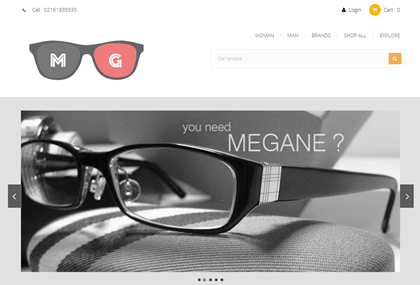 Call : 02161835535
Login
Cart : 0
WOMAN
MAN
BRANDS
SHOP ALL
EXPLORE
M G
Cari produk
you need
MEGANE ?